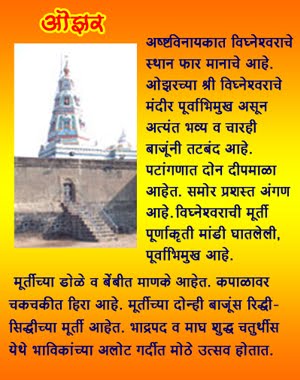 ओझर
अष्टविनायकात विघ्नेश्वराचे
स्थान फार मानाचे आहे.
ओझरच्या श्री विघ्नेश्वराचे
मंदीर पूर्वाभिमुख असून
अत्यंत भव्य व चारही
बाजूंनी तटबंद आहे.
पटांगणात दोन दीपमाळा
आहेत. समोर प्रशस्त अंगण
आहे. विघ्नेश्वराची मूर्ती
पूर्णाकृती मांडी घातलेली,
पूर्वाभिमुख आहे.
मूर्तीच्या डोळे व बेंबीत माणके आहेत. कपाळावर
चकचकीत हिरा आहे. मूर्तीच्या दोन्ही बाजूंस रिद्धी-
सिद्धीच्या मूर्ती आहेत. भाद्रपद व माघ शुद्ध चतुर्थीस
येथे भाविकांच्या अलोट गर्दीत मोठे उत्सव होतात.